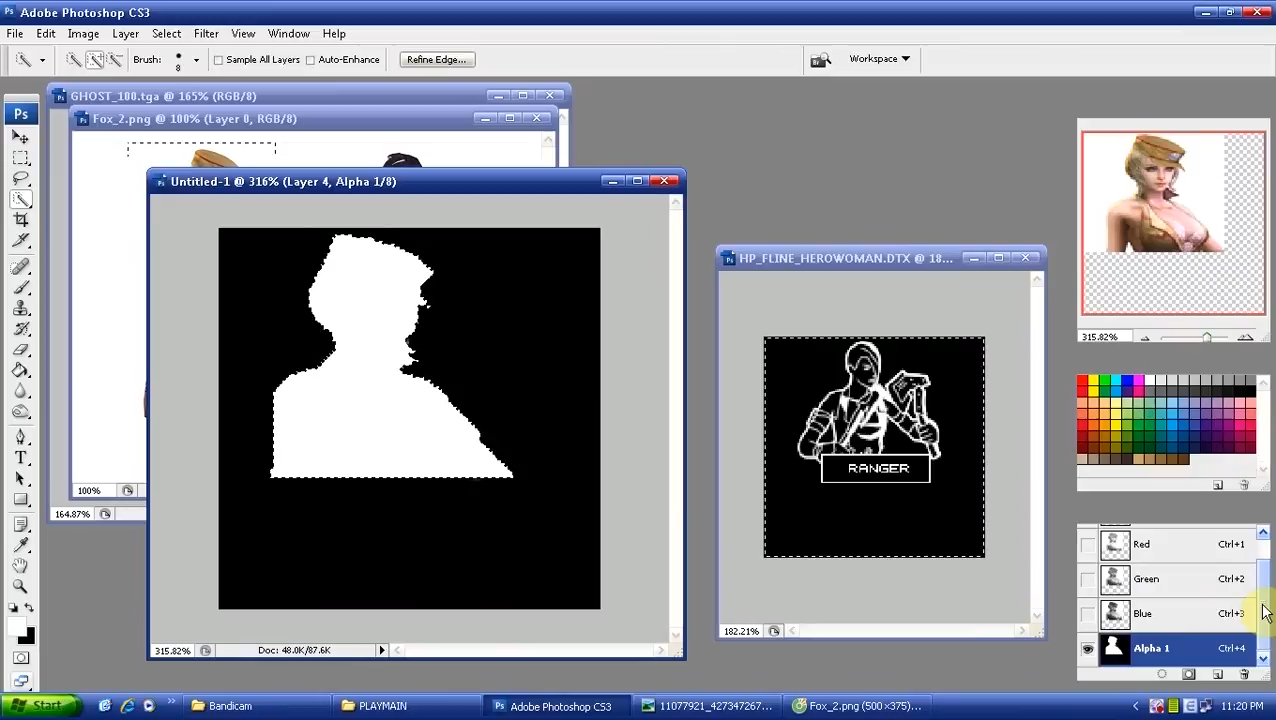 Ps Adobe Photoshop CS3
File Edit Image Layer Select Filter View Window Help
Brush: 8 Sample All Layers Auto-Enhance Refine Edge... Workspace
GHOST_100.tga @ 165% (RGB/8)
Ps
Fox_2.png @ 100% (Layer 0, RGB/8)
Untitled-1 @ 316% (Layer 4, Alpha 1/8)
HP_FLINE_HEROWOMAN.DTX @ 18...
315.82%
RANGER
T
100%
164.87%
Red Ctrl+1
Green Ctrl+2
Blue Ctrl+3
Alpha 1 Ctrl+4
182.21%
315.82% Doc: 48.0K/87.6K
Start Bandicam PLAYMAIN Ps Adobe Photoshop CS3 11077921_427347267... Fox_2.png (500×375)... 11:20 PM